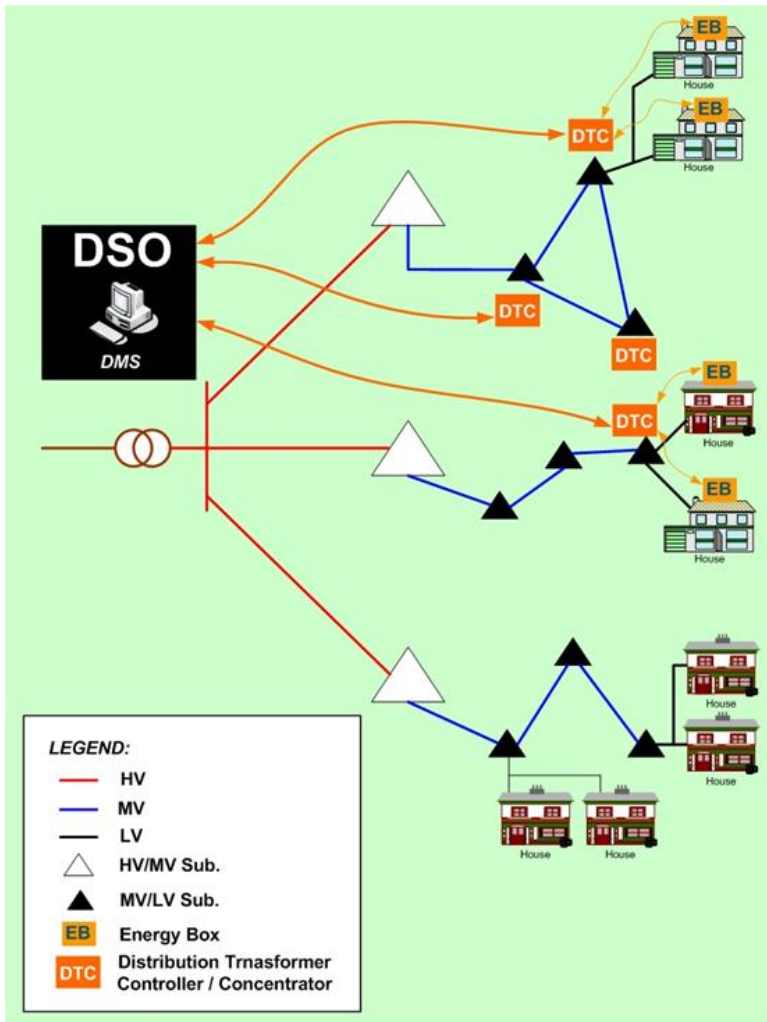 EB
House
EB
DTC
House
DSO
DMS
DTC
DTC
EB
DTC
House
EB
House
House
House
House
House
LEGEND:
HV
MV
LV
HV/MV Sub.
MV/LV Sub.
EB Energy Box
DTC Distribution Trnasformer
Controller / Concentrator